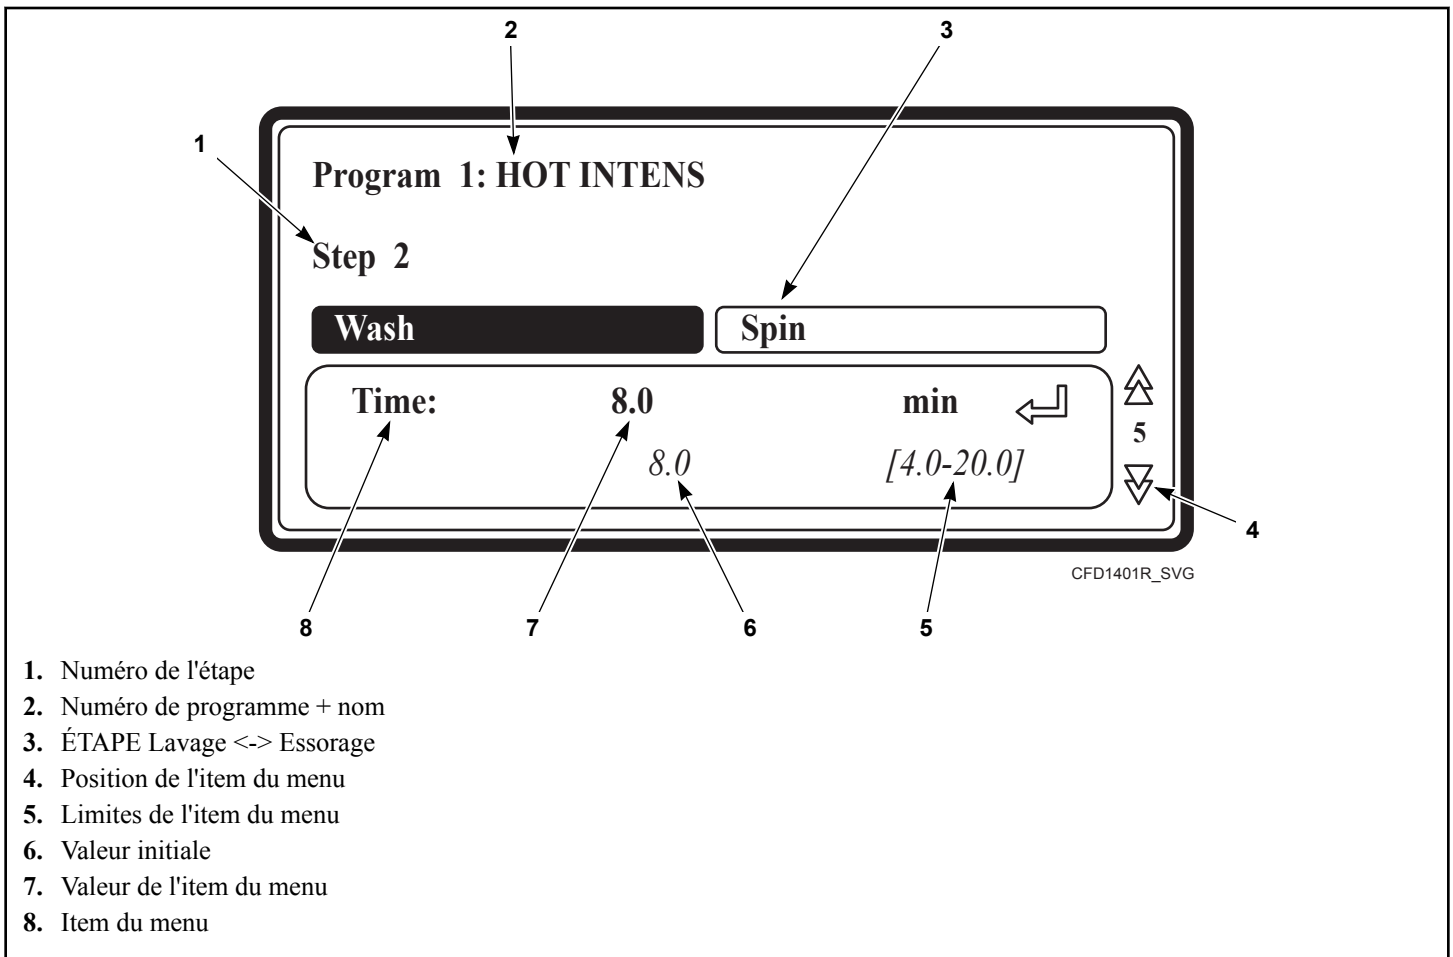 2 3
1
Program 1: HOT INTENS
Step 2
Wash Spin
Time: 8.0 min
5
8.0 [4.0-20.0]
4
CFD1401R_SVG
8 7 6 5
1. Numéro de l'étape
2. Numéro de programme + nom
3. ÉTAPE Lavage <-> Essorage
4. Position de l'item du menu
5. Limites de l'item du menu
6. Valeur initiale
7. Valeur de l'item du menu
8. Item du menu